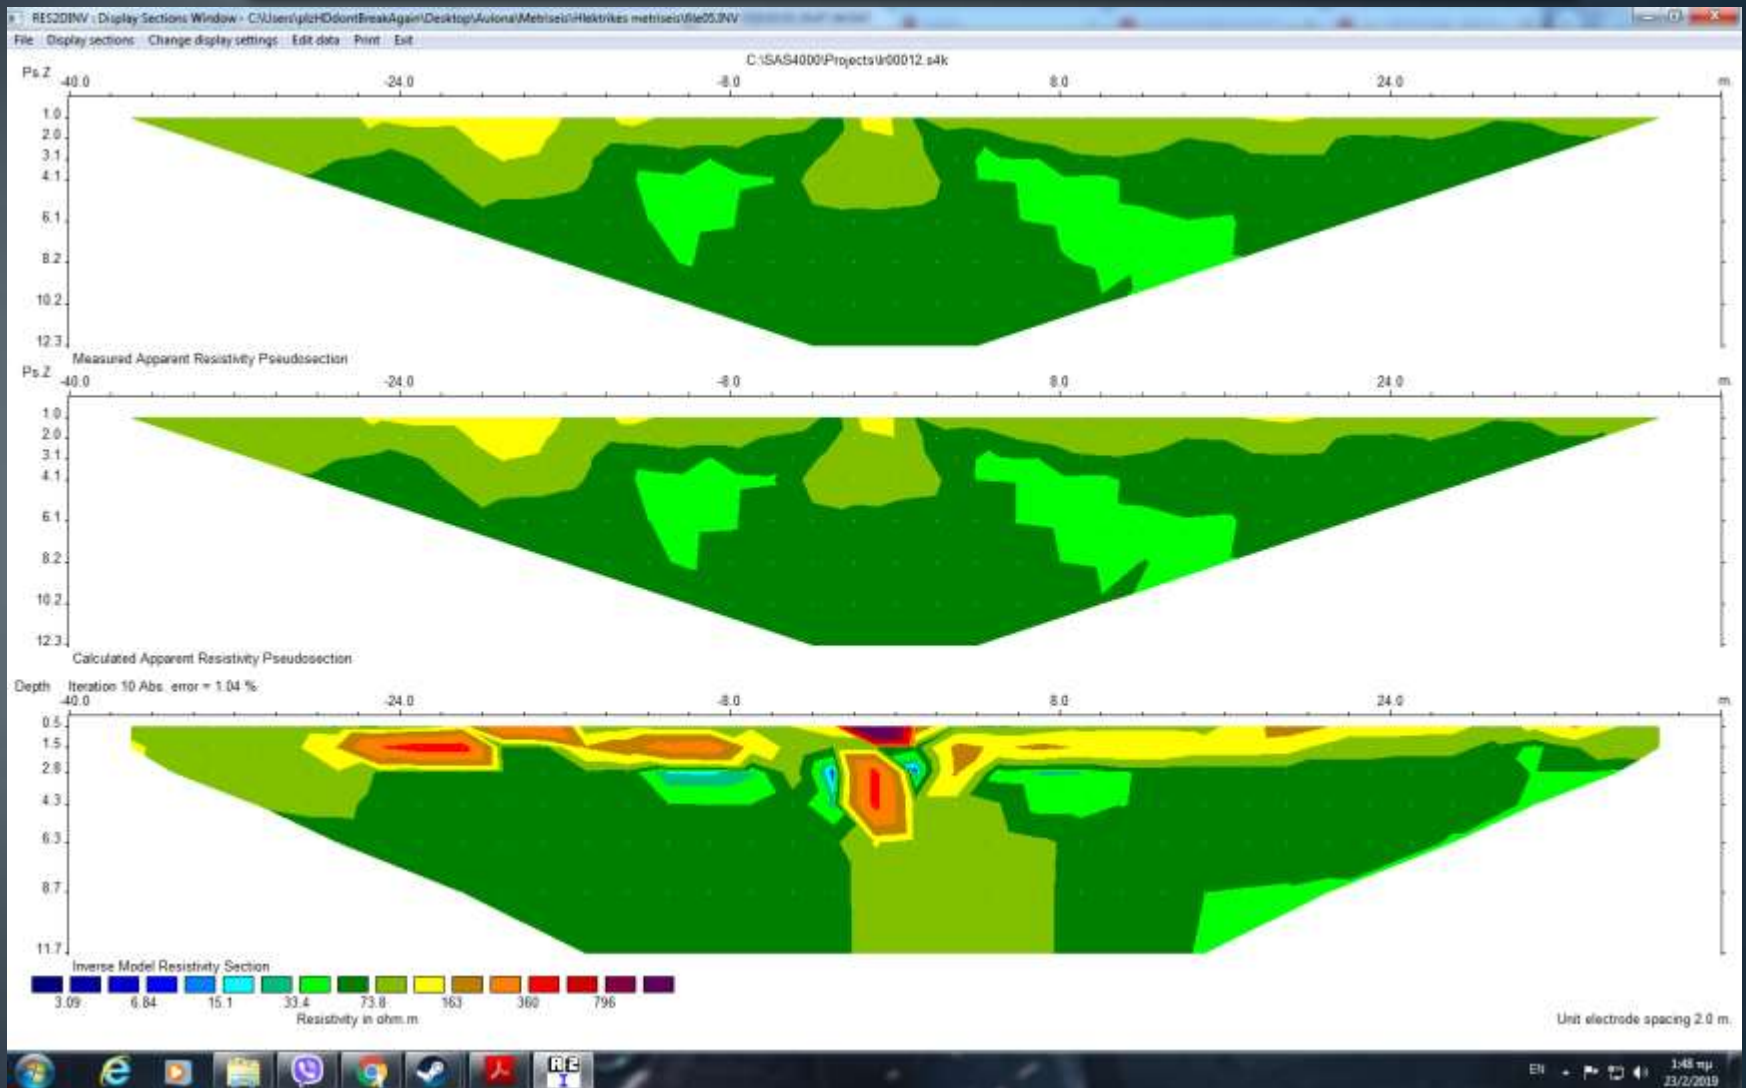 RES2DINV : Display Sections Window - C:\Users\plzHDdontBreakAgain\Desktop\Aulona\Metriseis\Hlektrikes metriseis\file05.INV
File Display sections Change display settings Edit data Print Exit
C:\SAS4000\Projects\lr00012.s4k
Ps.Z -40.0 -24.0 -8.0 8.0 24.0 m.
1.0
2.0
3.1
4.1
6.1
8.2
10.2
12.3
Measured Apparent Resistivity Pseudosection
Ps.Z -40.0 -24.0 -8.0 8.0 24.0 m.
1.0
2.0
3.1
4.1
6.1
8.2
10.2
12.3
Calculated Apparent Resistivity Pseudosection
Depth Iteration 10 Abs. error = 1.04 %
-40.0 -24.0 -8.0 8.0 24.0 m.
0.5
1.5
2.8
4.3
6.3
8.7
11.7
Inverse Model Resistivity Section
3.09 6.84 15.1 33.4 73.8 163 360 796
Resistivity in ohm.m
Unit electrode spacing 2.0 m.
R2
I
EN 1:48 πμ
23/2/2019